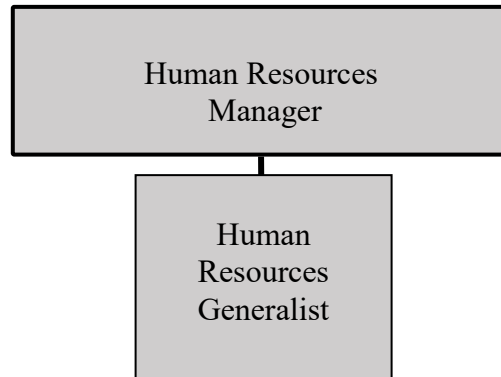 Human Resources
Manager
Human
Resources
Generalist